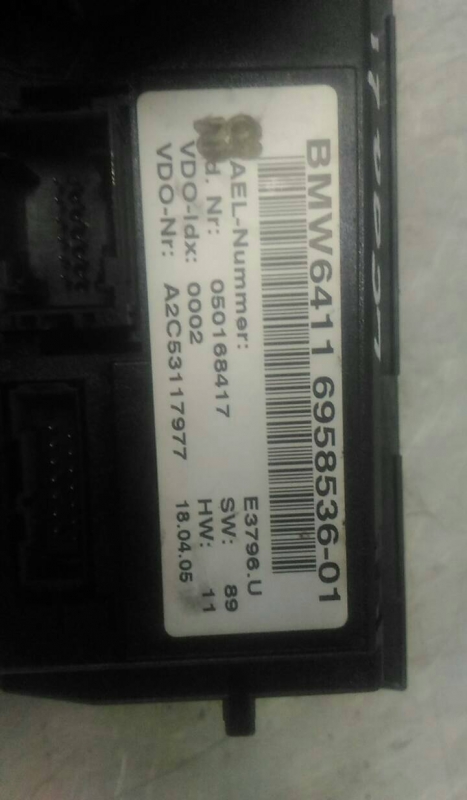 BMW6411 6958536-01
AEL-Nummer: E3796.U
d. Nr: 050168417 SW: 89
VDO-Idx: 0002 HW: 11
VDO-Nr: A2C53117977 18.04.05